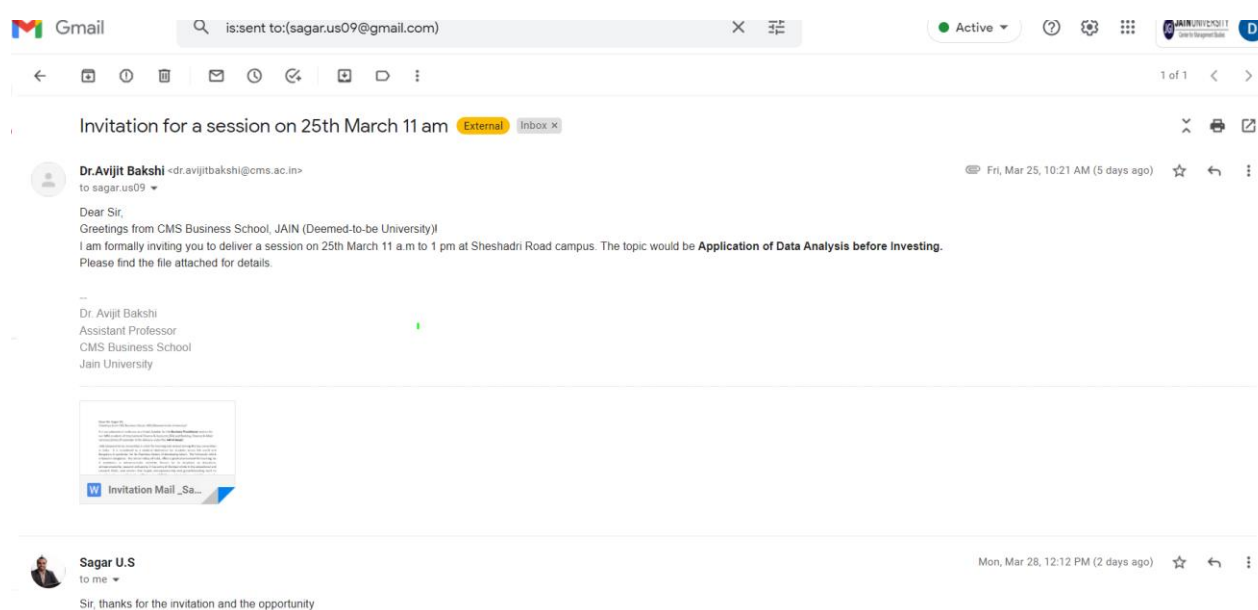 Gmail
is:sent to:(sagar.us09@gmail.com)
Active
JAIN UNIVERSITY
D
1 of 1
Invitation for a session on 25th March 11 am External Inbox ×
Dr.Avijit Bakshi <dr.avijitbakshi@cms.ac.in> Fri, Mar 25, 10:21 AM (5 days ago)
to sagar.us09
Dear Sir,
Greetings from CMS Business School, JAIN (Deemed-to-be University)!
I am formally inviting you to deliver a session on 25th March 11 a.m to 1 pm at Sheshadri Road campus. The topic would be Application of Data Analysis before Investing.
Please find the file attached for details.
--
Dr. Avijit Bakshi
Assistant Professor
CMS Business School
Jain University
W Invitation Mail _Sa...
Sagar U.S Mon, Mar 28, 12:12 PM (2 days ago)
to me
Sir, thanks for the invitation and the opportunity